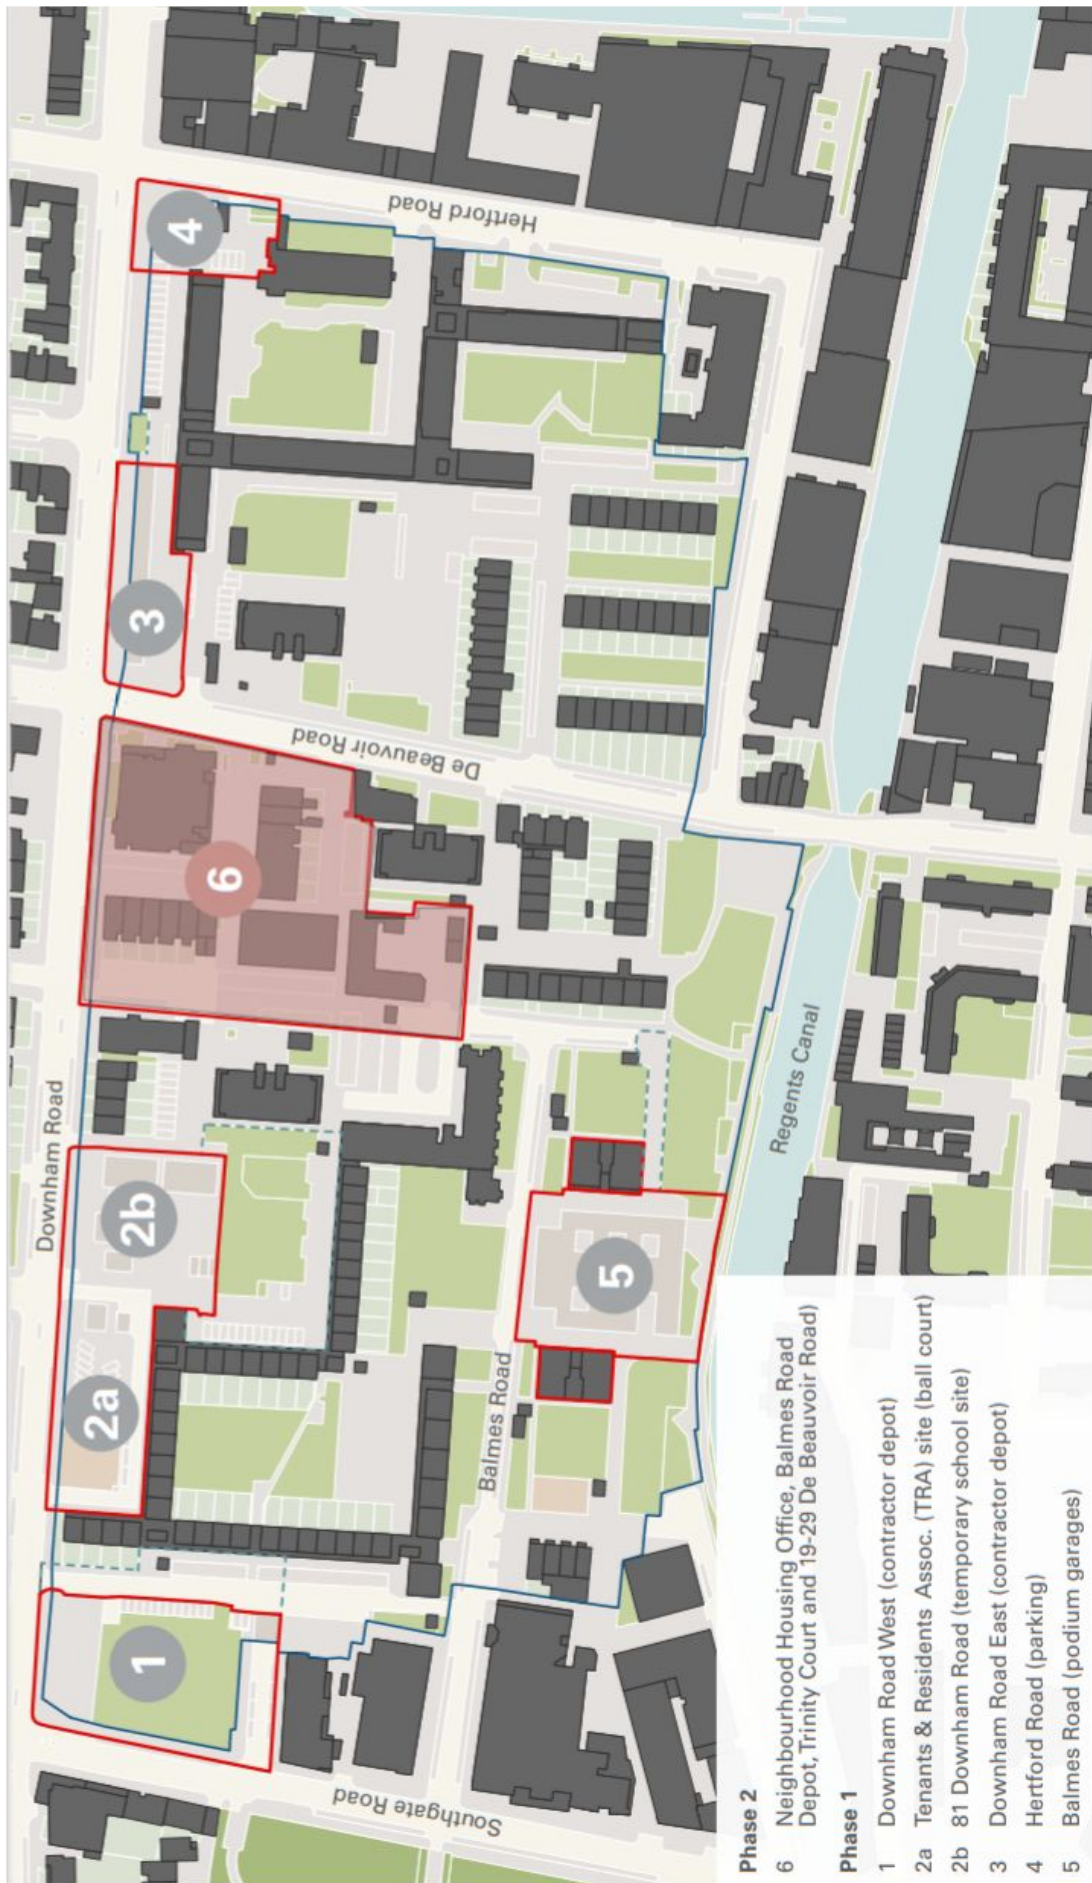 Downham Road
1
2a
2b
6
3
4
Southgate Road
Balmes Road
De Beauvoir Road
Hertford Road
5
Regents Canal
Phase 2
6 Neighbourhood Housing Office, Balmes Road
Depot, Trinity Court and 19-29 De Beauvoir Road)
Phase 1
1 Downham Road West (contractor depot)
2a Tenants & Residents Assoc. (TRA) site (ball court)
2b 81 Downham Road (temporary school site)
3 Downham Road East (contractor depot)
4 Hertford Road (parking)
5 Balmes Road (podium garages)